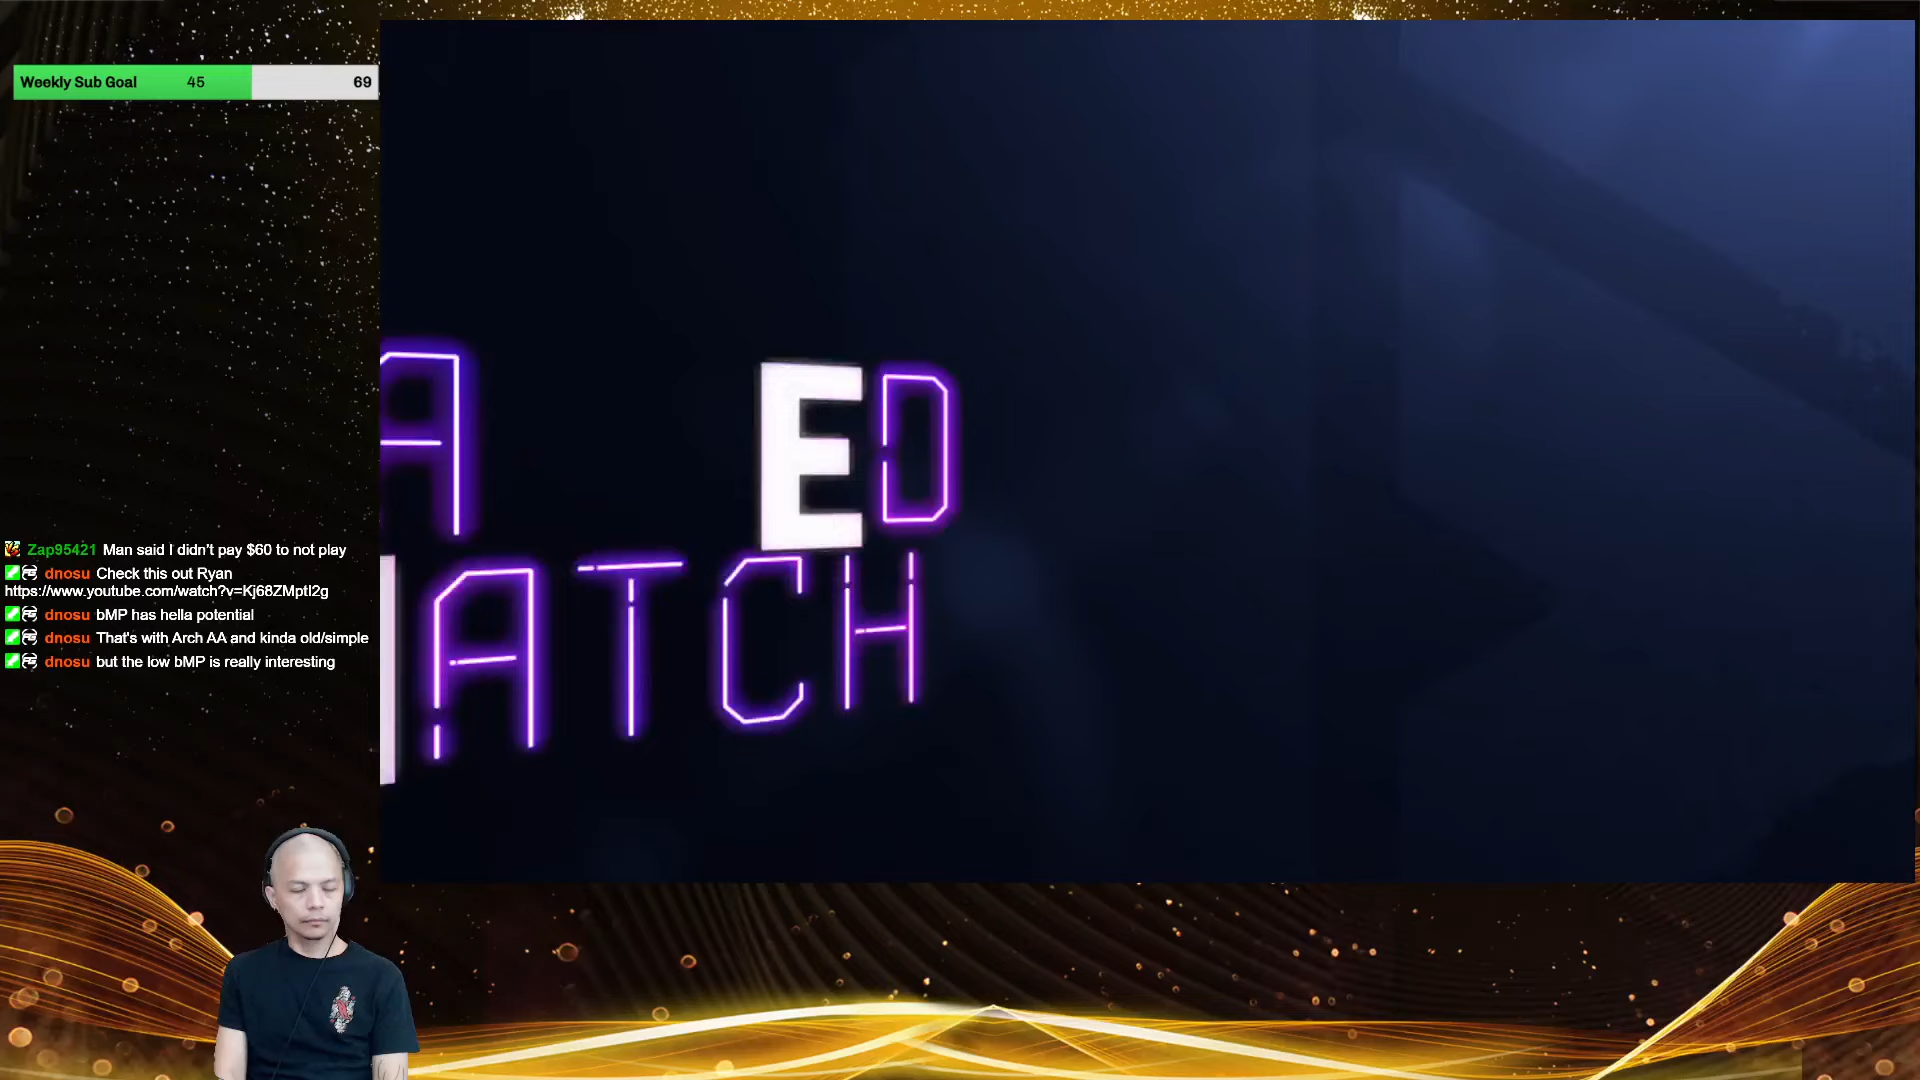 Weekly Sub Goal 45 69
A ED
ATCH
Zap95421 Man said I didn't pay $60 to not play
dnosu Check this out Ryan
https://www.youtube.com/watch?v=Kj68ZMptI2g
dnosu bMP has hella potential
dnosu That's with Arch AA and kinda old/simple
dnosu but the low bMP is really interesting